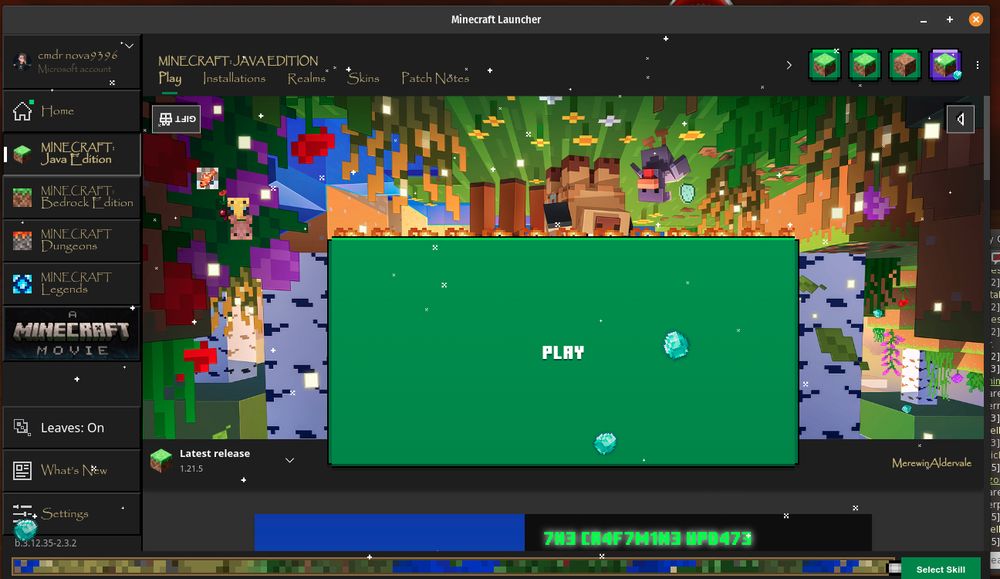 Minecraft Launcher
cmdr nova9396
Microsoft account
MINECRAFT: JAVA EDITION
Play Installations Realms Skins Patch Notes
Home
GIFT
MINECRAFT:
Java Edition
MINECRAFT:
Bedrock Edition
MINECRAFT
Dungeons
MINECRAFT
Legends
A
MINECRAFT
MOVIE
PLAY
Leaves: On
Latest release
1.21.5
MerewinAldervale
What's New
Settings
b.3.12.35-2.3.2
7H3 CR4F7M1N3 UPD473
Select Skill